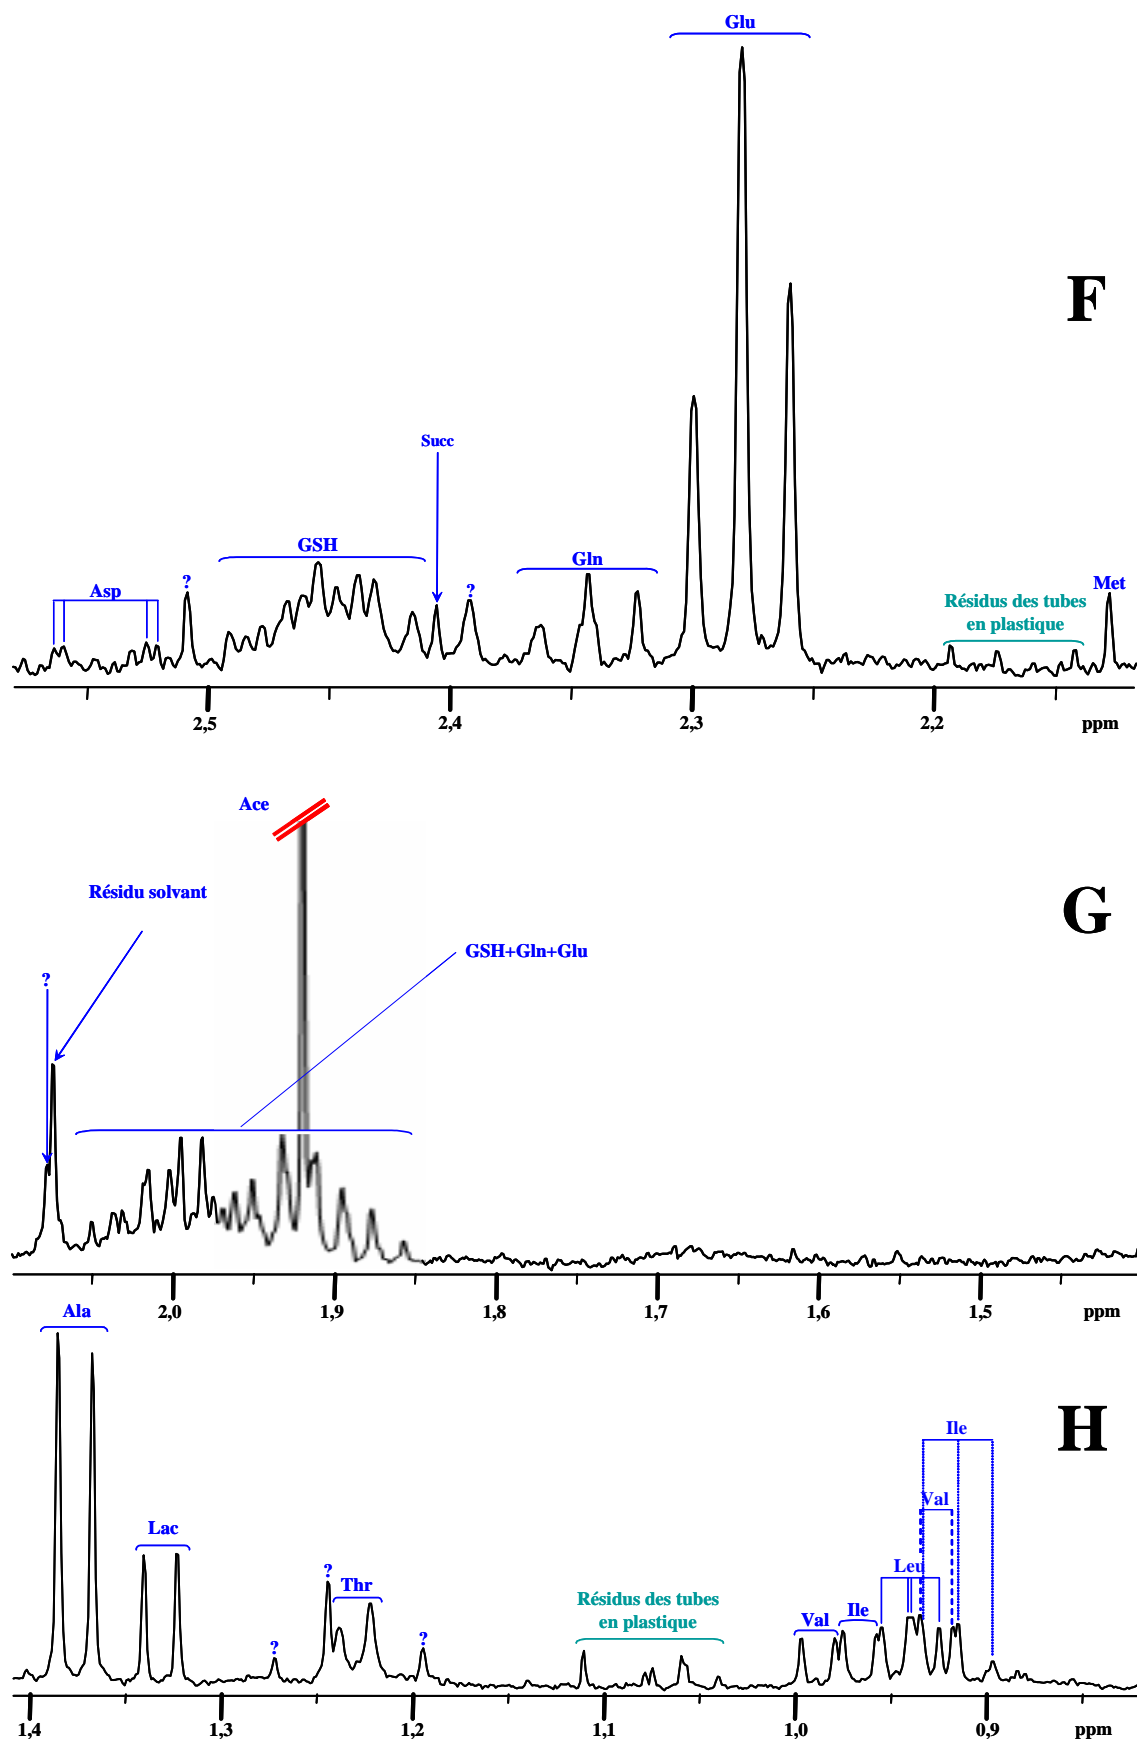 Glu
F
Succ
GSH
Gln
?
?
Asp
Met
Résidus des tubes
en plastique
2,5
2,4
2,3
2,2
ppm
Ace
Résidu solvant
G
GSH+Gln+Glu
?
2,0
1,9
1,8
1,7
1,6
1,5
ppm
Ala
H
Ile
Val
Lac
Leu
?
Thr
Résidus des tubes
en plastique
Ile
Val
?
?
1,4
1,3
1,2
1,1
1,0
0,9
ppm